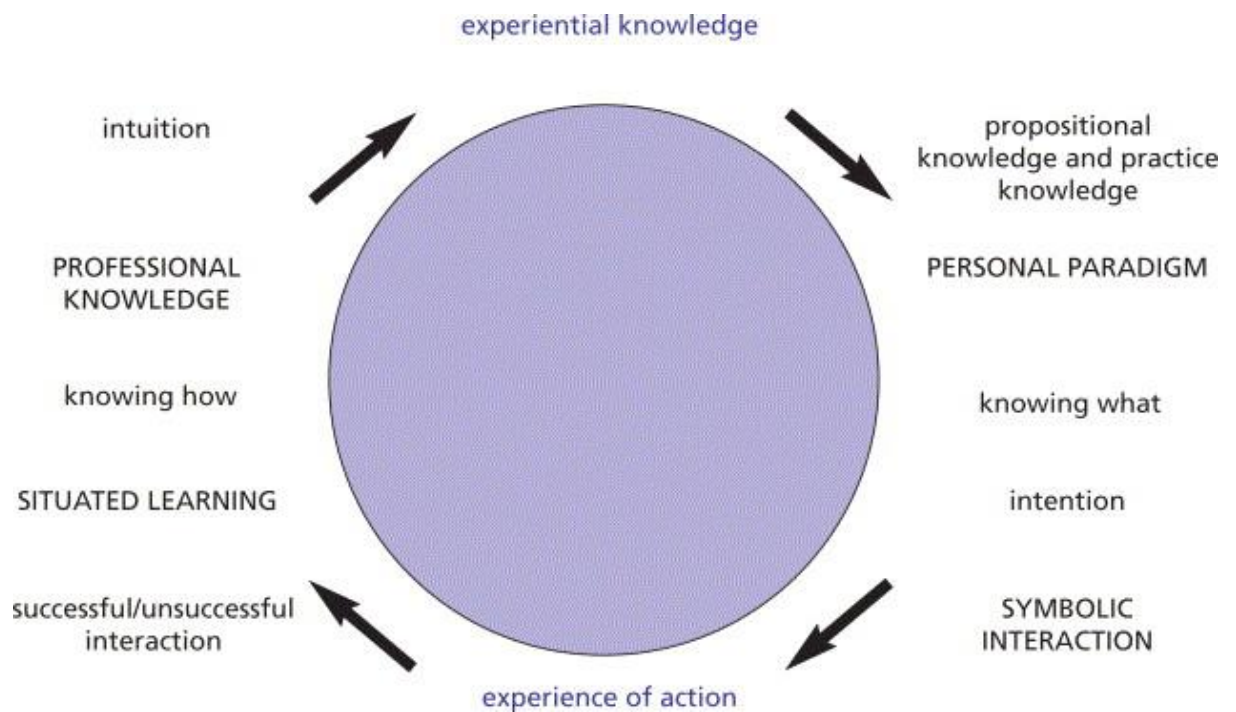 experiential knowledge
intuition
propositional
knowledge and practice
knowledge
PROFESSIONAL
KNOWLEDGE
PERSONAL PARADIGM
knowing how
knowing what
SITUATED LEARNING
intention
successful/unsuccessful
interaction
SYMBOLIC
INTERACTION
experience of action